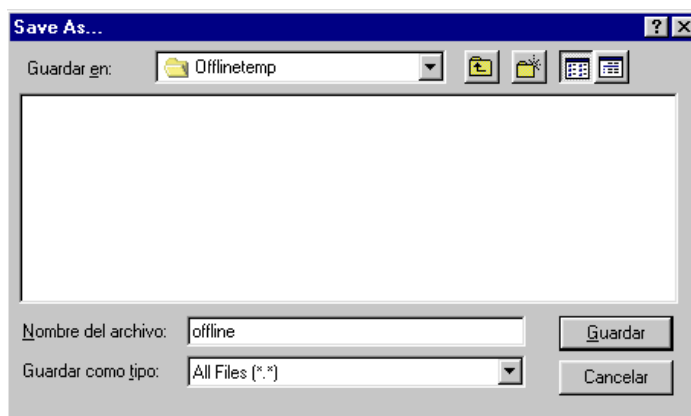 Save As...
Guardar en: Offlinetemp
Nombre del archivo: offline
Guardar
Guardar como tipo: All Files (*.*)
Cancelar